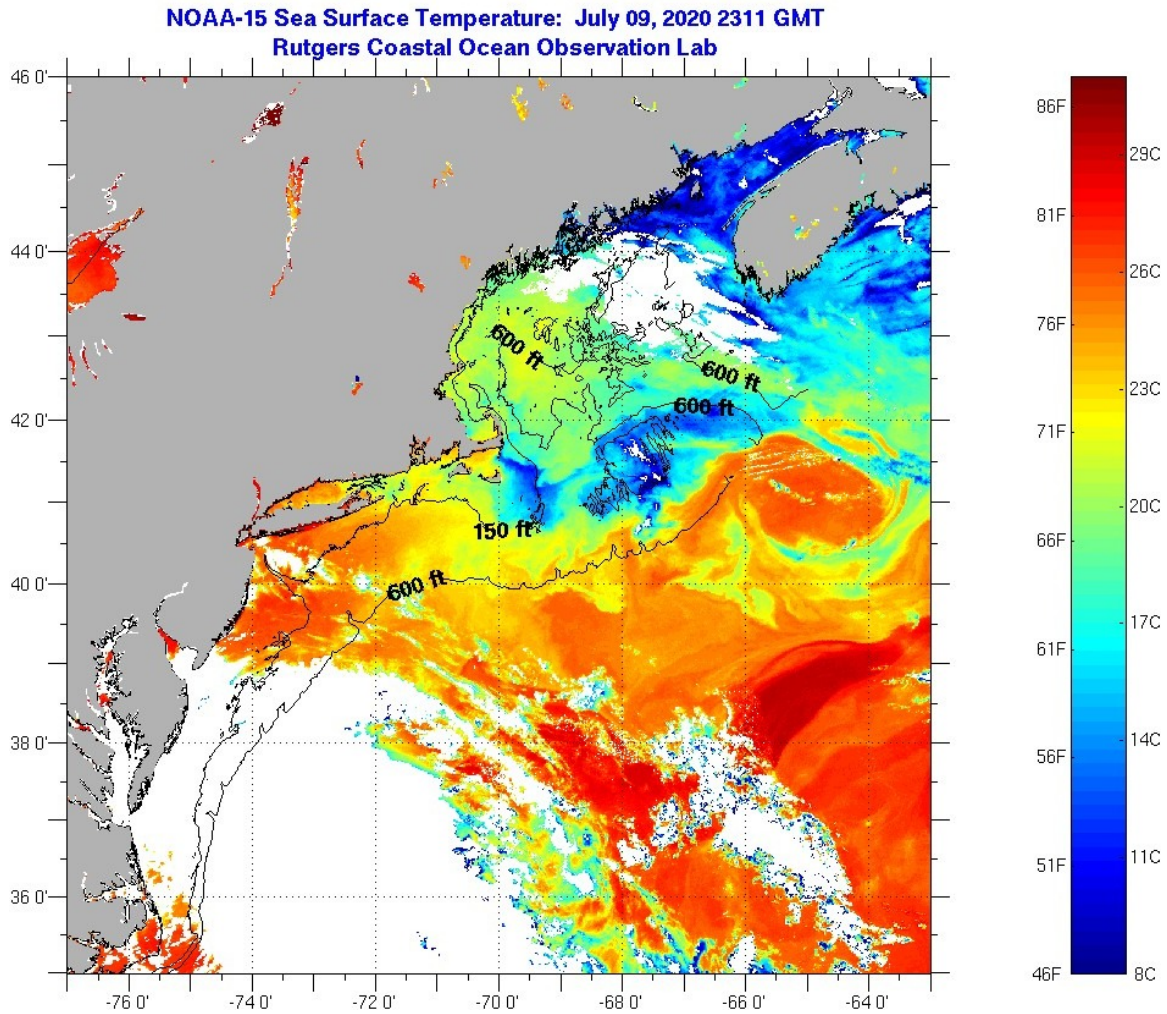 NOAA-15 Sea Surface Temperature: July 09, 2020 2311 GMT
Rutgers Coastal Ocean Observation Lab
46 0'
44 0'
42 0'
40 0'
38 0'
36 0'
-76 0'
-74 0'
-72 0'
-70 0'
-68 0'
-66 0'
-64 0'
600 ft
600 ft
600 ft
150 ft
600 ft
86F
29C
81F
26C
76F
23C
71F
20C
66F
17C
61F
14C
56F
11C
51F
46F
8C